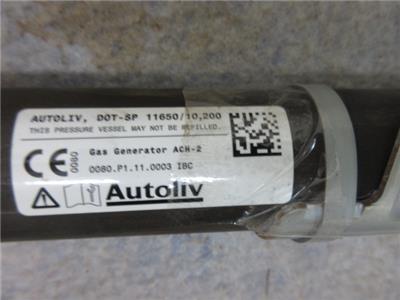 AUTOLIV, DOT-SP 11650/10,200
THIS PRESSURE VESSEL MAY NOT BE REFILLED.
CE 0080 Gas Generator ACH-2
0080.P1.11.0003 IBC
Autoliv